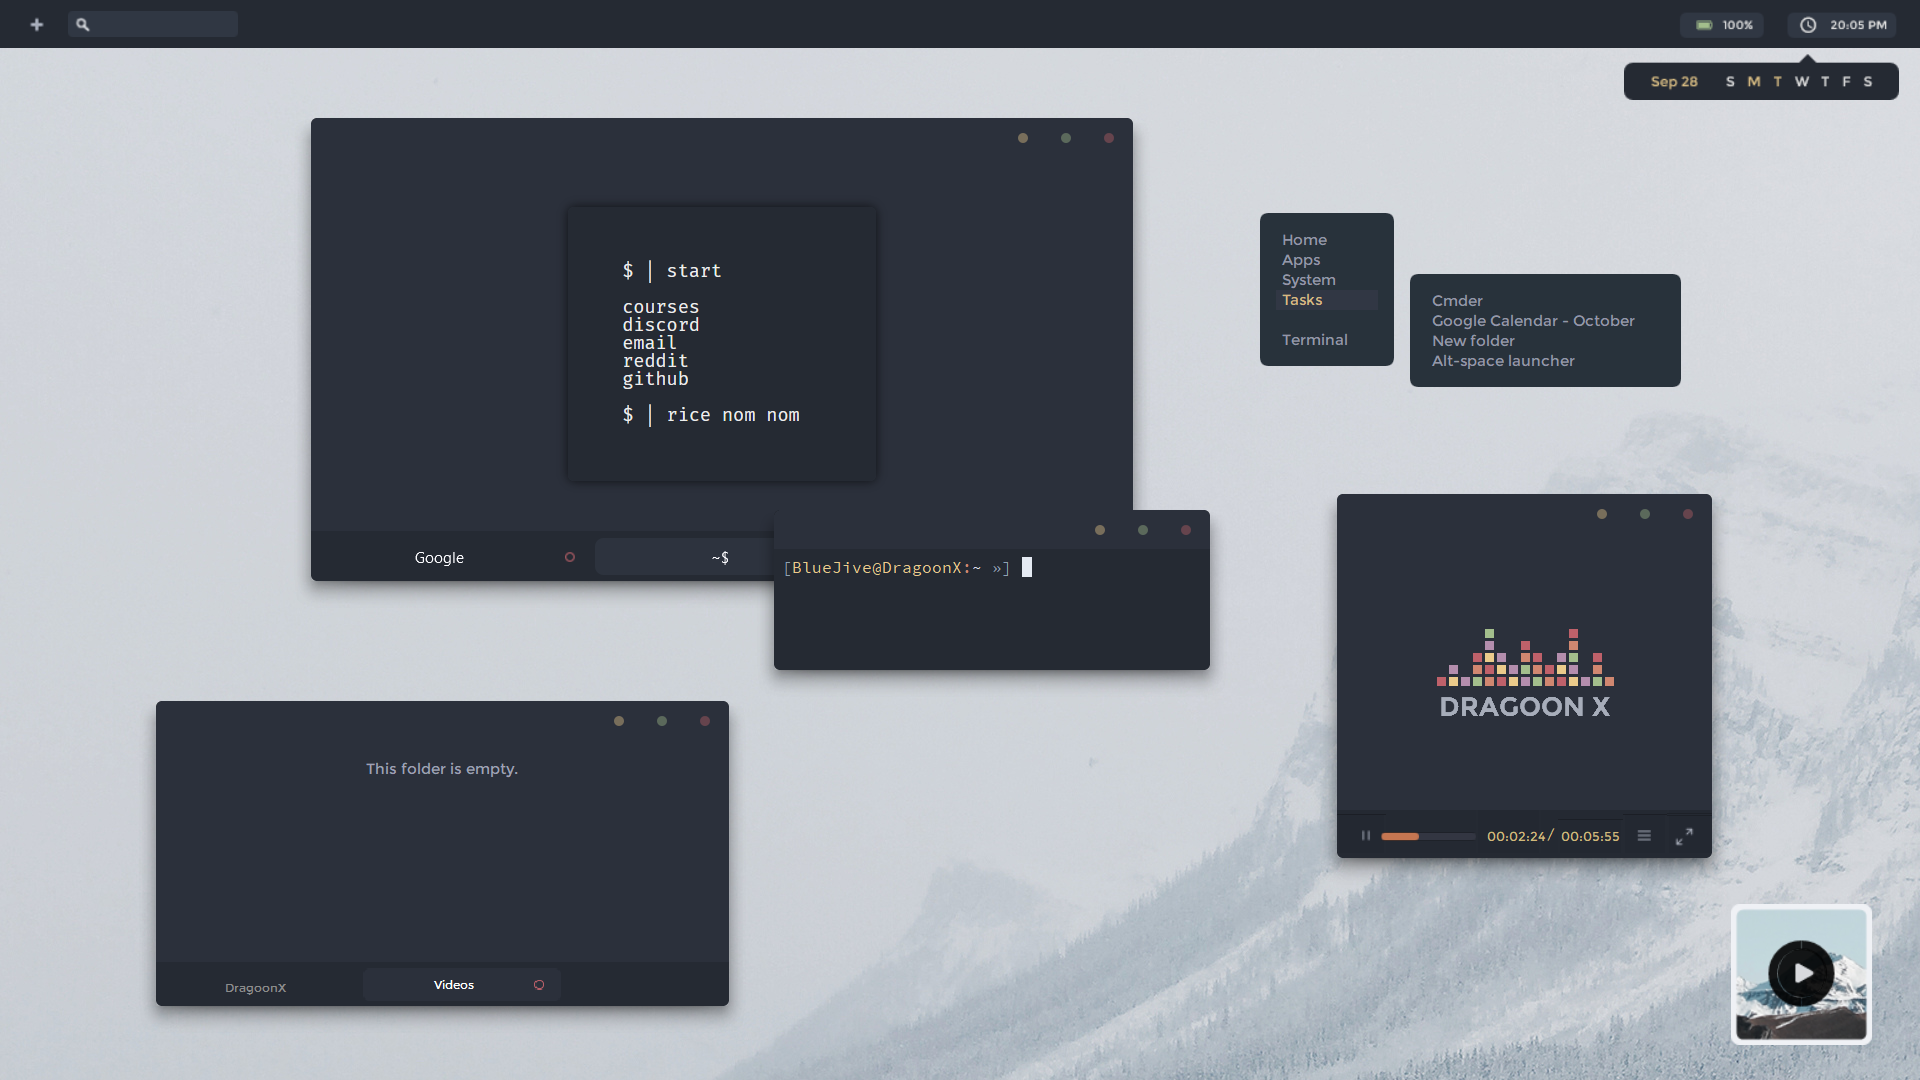 100%
20:05 PM
Sep 28 S M T W T F S
$ | start
courses
discord
email
reddit
github
$ | rice nom nom
Google
~$
[BlueJive@DragoonX:~ »]
Home
Apps
System
Tasks
Terminal
Cmder
Google Calendar - October
New folder
Alt-space launcher
DRAGOON X
00:02:24/ 00:05:55
This folder is empty.
DragoonX
Videos